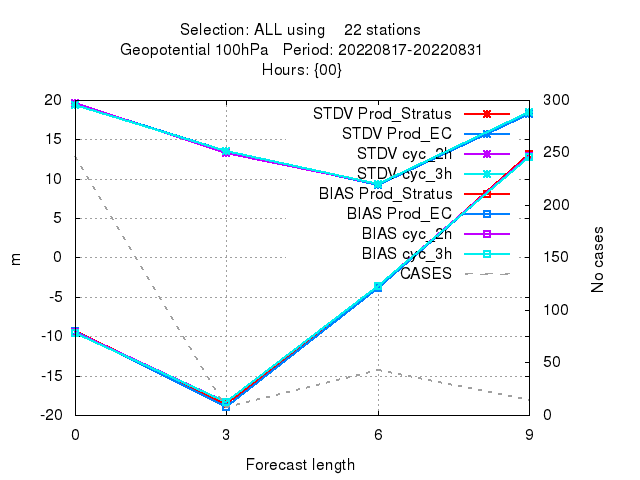 Selection: ALL using 22 stations
Geopotential 100hPa Period: 20220817-20220831
Hours: {00}
20
15
10
5
0
-5
-10
-15
-20
m
300
250
200
150
100
50
0
No cases
STDV Prod_Stratus
STDV Prod_EC
STDV cyc_2h
STDV cyc_3h
BIAS Prod_Stratus
BIAS Prod_EC
BIAS cyc_2h
BIAS cyc_3h
CASES
0 3 6 9
Forecast length